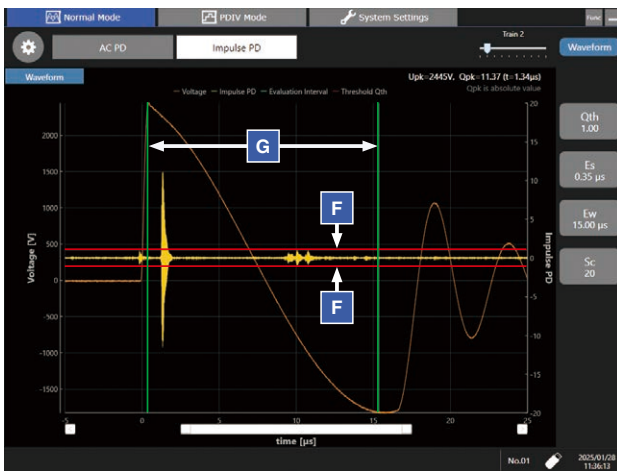 Normal Mode
PDIV Mode
System Settings
Func
AC PD
Impulse PD
Train 2
Waveform
Waveform
Upk=2445V, Qpk=11.37 (t=1.34µs)
Qpk is absolute value
Voltage Impulse PD Evaluation Interval Threshold Qth
2000
1500
1000
500
0
-500
-1000
-1500
Voltage [V]
20
15
10
5
0
-5
-10
-15
-20
Impulse PD
G
F
F
-5 0 5 10 15 20 25
time [µs]
Qth
1.00
Es
0.35 µs
Ew
15.00 µs
Sc
20
No.01
2025/01/28
11:36:13